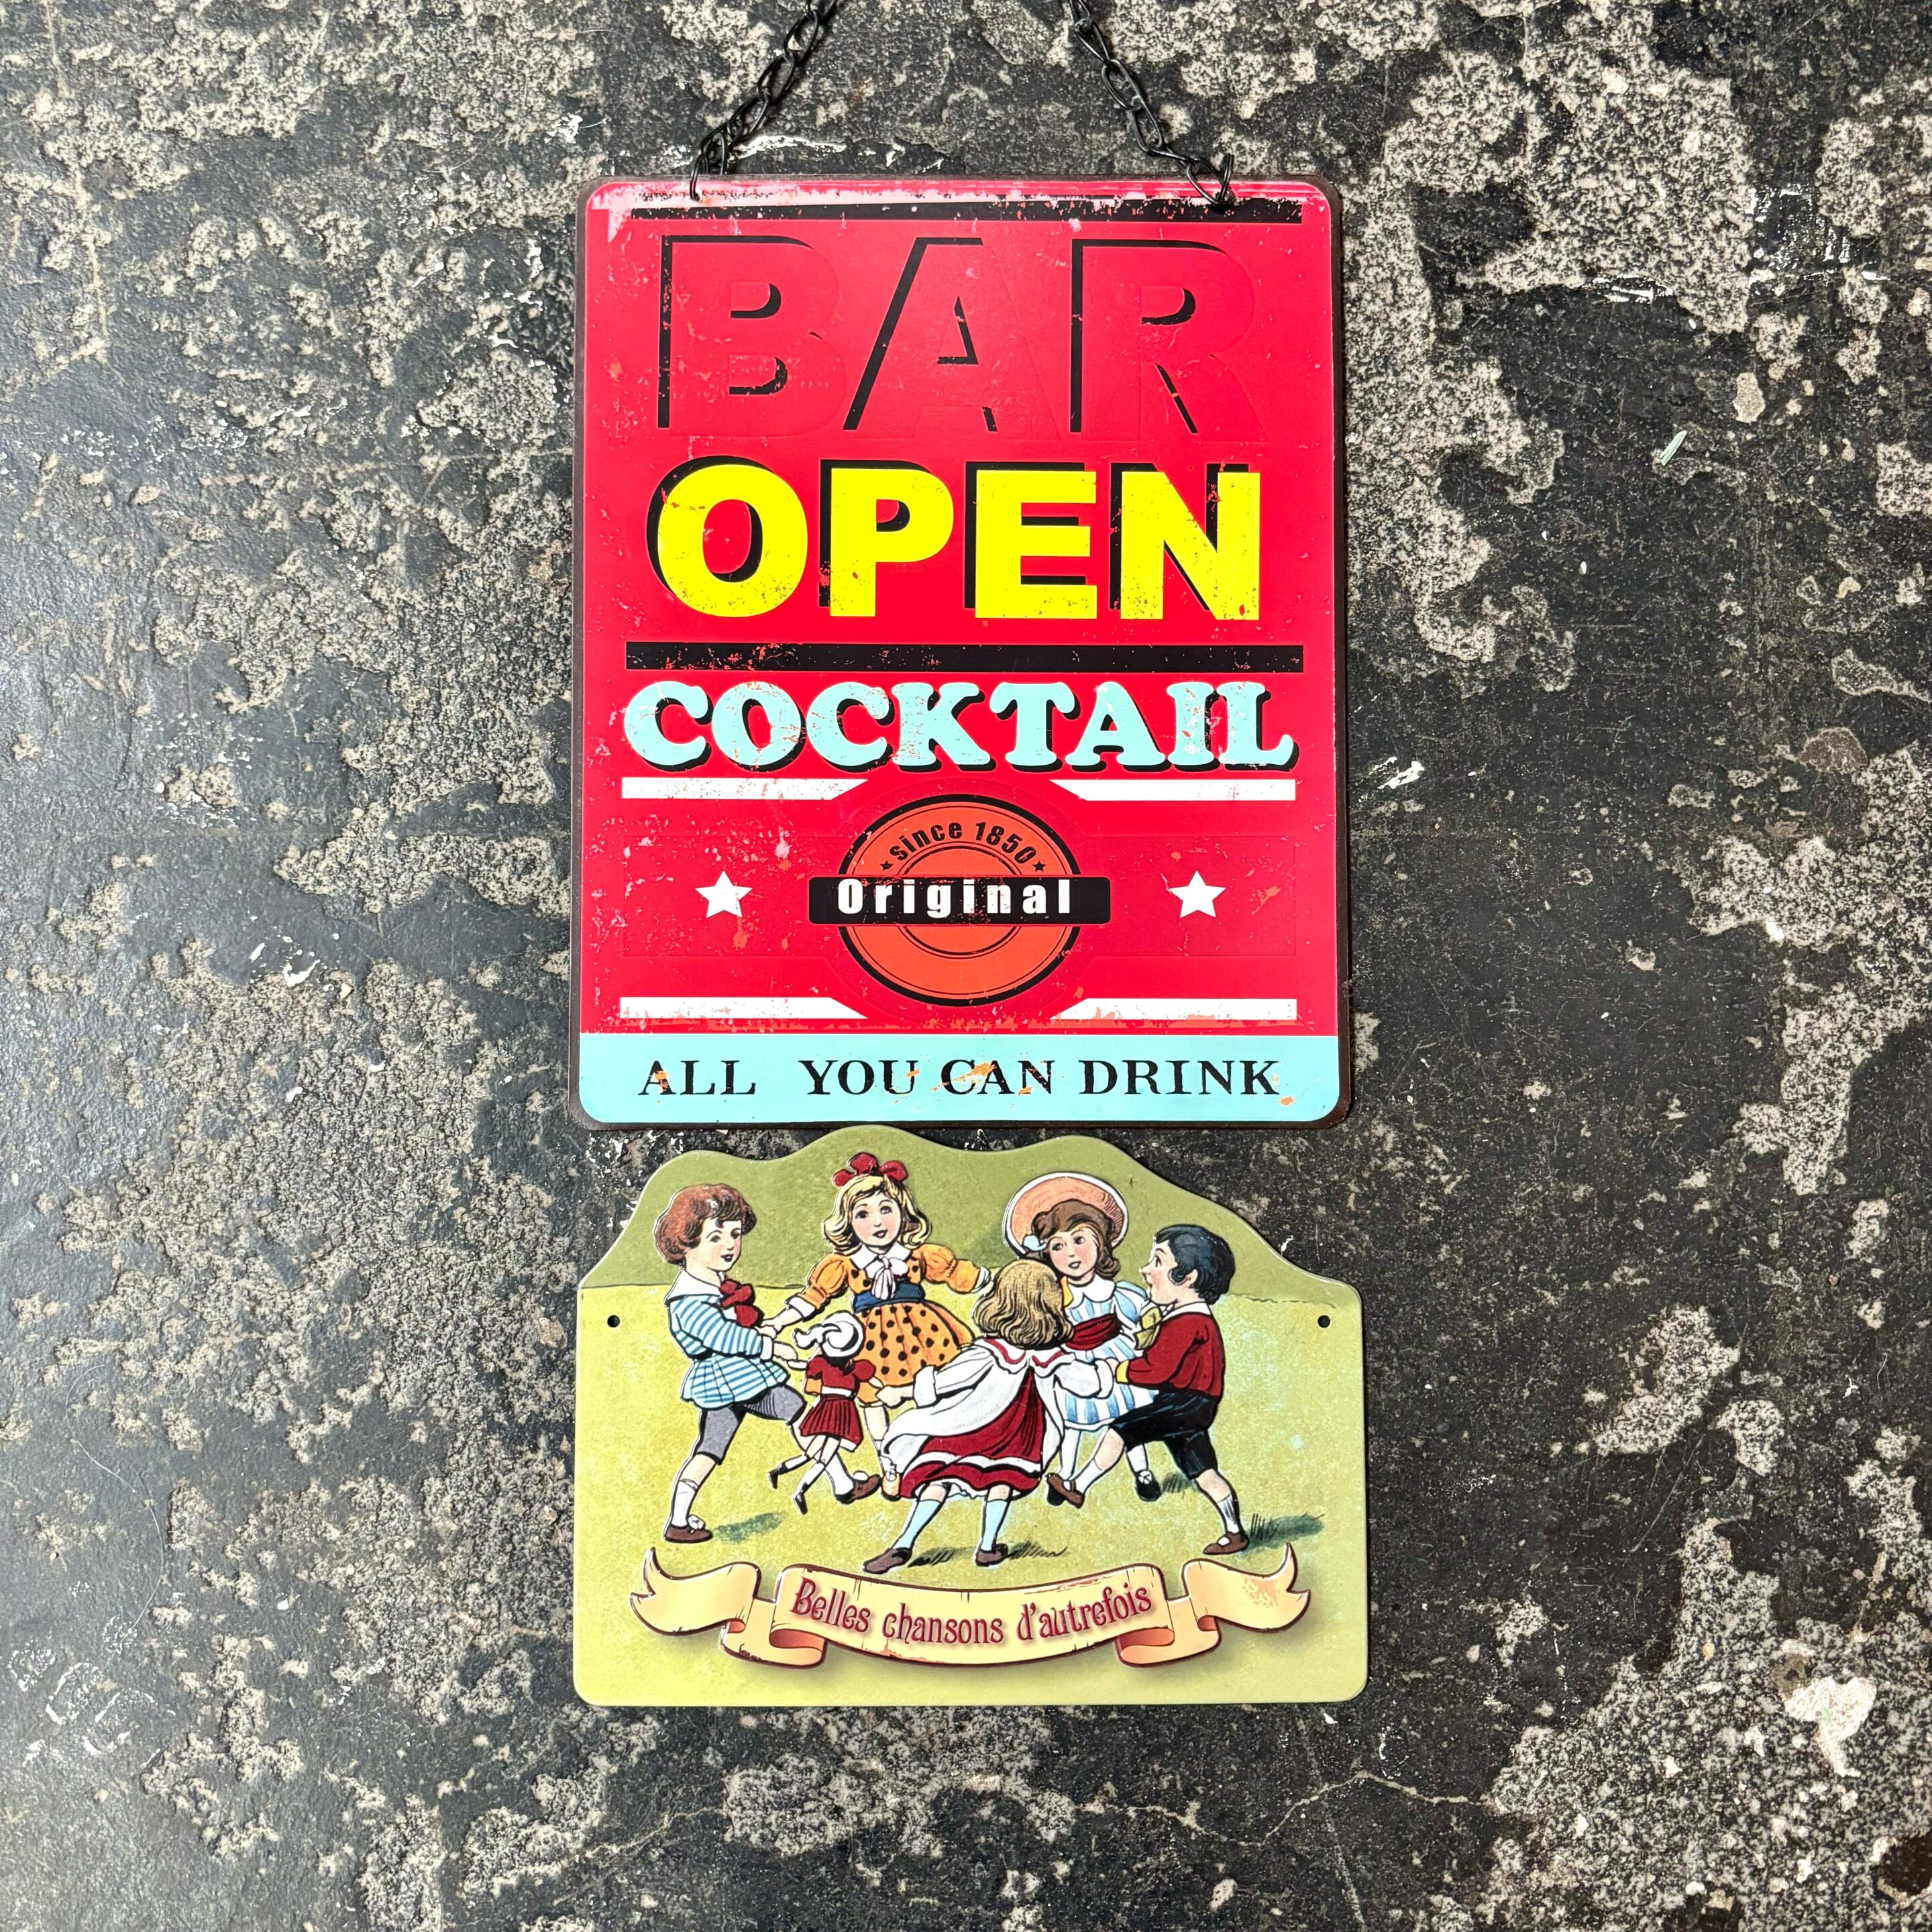 BAR
OPEN
COCKTAIL
since 1850
Original
ALL YOU CAN DRINK
Belles chansons d'autrefois